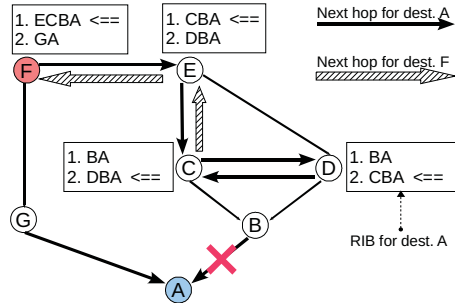 1. ECBA <==
2. GA
1. CBA <==
2. DBA
Next hop for dest. A
Next hop for dest. F
F
E
1. BA
2. DBA <==
C
D
1. BA
2. CBA <==
G
B
RIB for dest. A
A